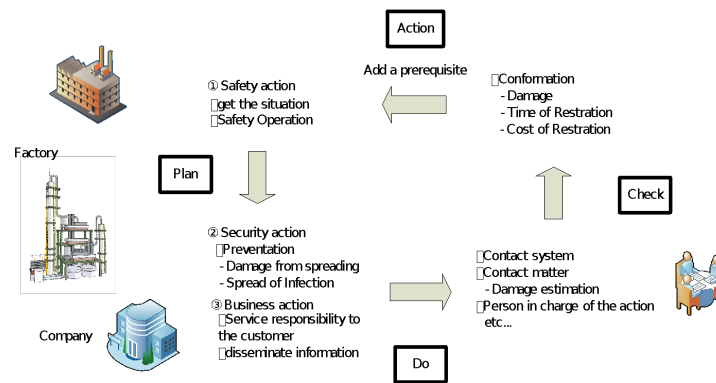 Action
Add a prerequisite
① Safety action
□get the situation
□Safety Operation
□Conformation
- Damage
- Time of Restration
- Cost of Restration
Factory
Plan
Check
② Security action
□Preventation
- Damage from spreading
- Spread of Infection
③ Business action
□Service responsibility to
the customer
□disseminate information
□Contact system
□Contact matter
- Damage estimation
□Person in charge of the action
etc...
Company
Do